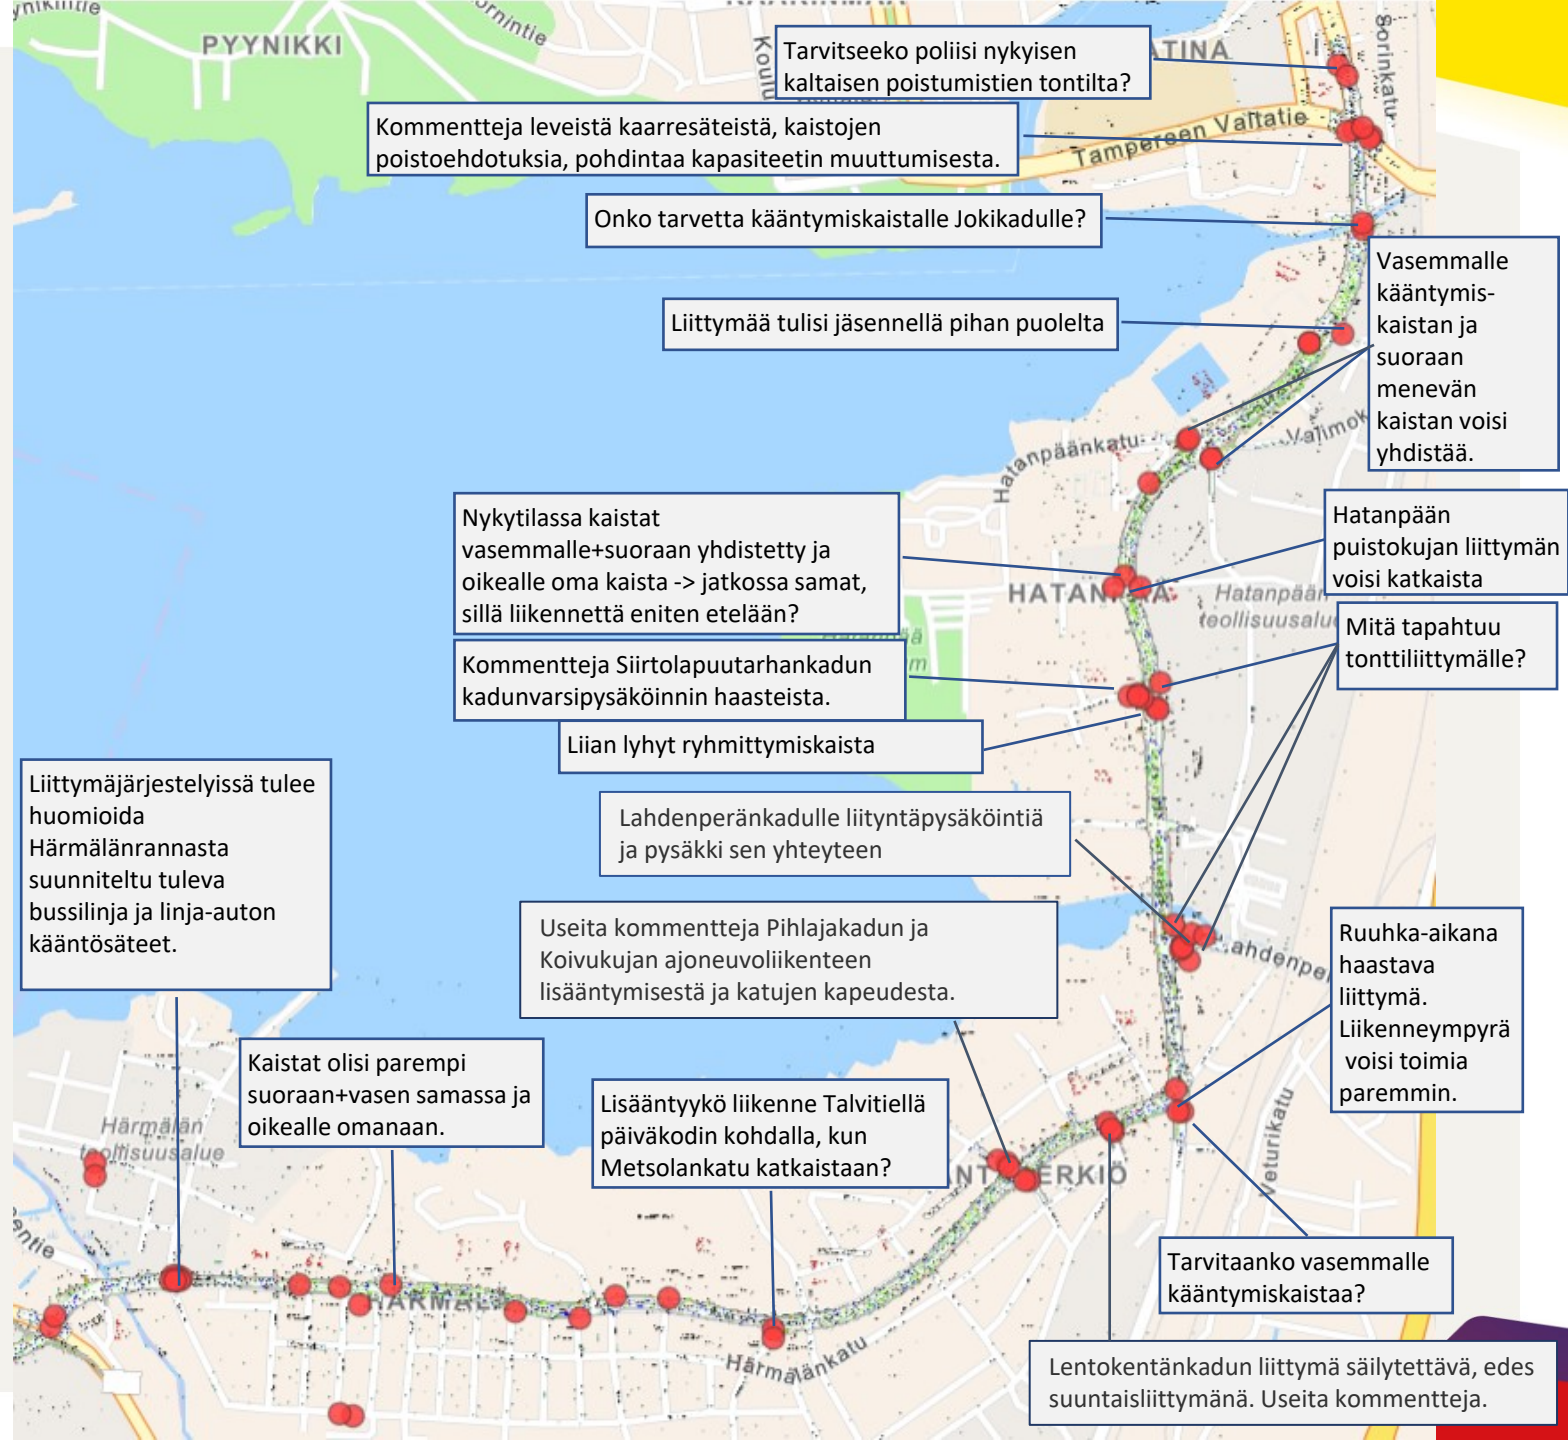 PYYNIKKI
Tarvitseeko poliisi nykyisen
kaltaisen poistumistien tontilta?
ATINA
Sorinkatu
Kommentteja leveistä kaarresäteistä, kaistojen
poistoehdotuksia, pohdintaa kapasiteetin muuttumisesta.
Tampereen Valtatie
Onko tarvetta kääntymiskaistalle Jokikadulle?
Vasemmalle
kääntymis-
kaistan ja
suoraan
menevän
kaistan voisi
yhdistää.
Liittymää tulisi jäsennellä pihan puolelta
Hatanpäänkatu
Valimok
Nykytilassa kaistat
vasemmalle+suoraan yhdistetty ja
oikealle oma kaista -> jatkossa samat,
sillä liikennettä eniten etelään?
Hatanpään
puistokujan liittymän
voisi katkaista
HATANPÄÄ
Hatanpään
teollisuusalue
Mitä tapahtuu
tonttiliittymälle?
Kommentteja Siirtolapuutarhankadun
kadunvarsipysäköinnin haasteista.
Liian lyhyt ryhmittymiskaista
Liittymäjärjestelyissä tulee
huomioida
Härmälänrannasta
suunniteltu tuleva
bussilinja ja linja-auton
kääntösäteet.
Lahdenperänkadulle liityntäpysäköintiä
ja pysäkki sen yhteyteen
Useita kommentteja Pihlajakadun ja
Koivukujan ajoneuvoliikenteen
lisääntymisestä ja katujen kapeudesta.
ahdenpe
Ruuhka-aikana
haastava
liittymä.
Liikenneympyrä
voisi toimia
paremmin.
Kaistat olisi parempi
suoraan+vasen samassa ja
oikealle omanaan.
Lisääntyykö liikenne Talvitiellä
päiväkodin kohdalla, kun
Metsolankatu katkaistaan?
Härmälän
teollisuusalue
Veturikatu
ERKIÖ
Tarvitaanko vasemmalle
kääntymiskaistaa?
HÄRMÄL
Härmälänkatu
Lentokentänkadun liittymä säilytettävä, edes
suuntaisliittymänä. Useita kommentteja.